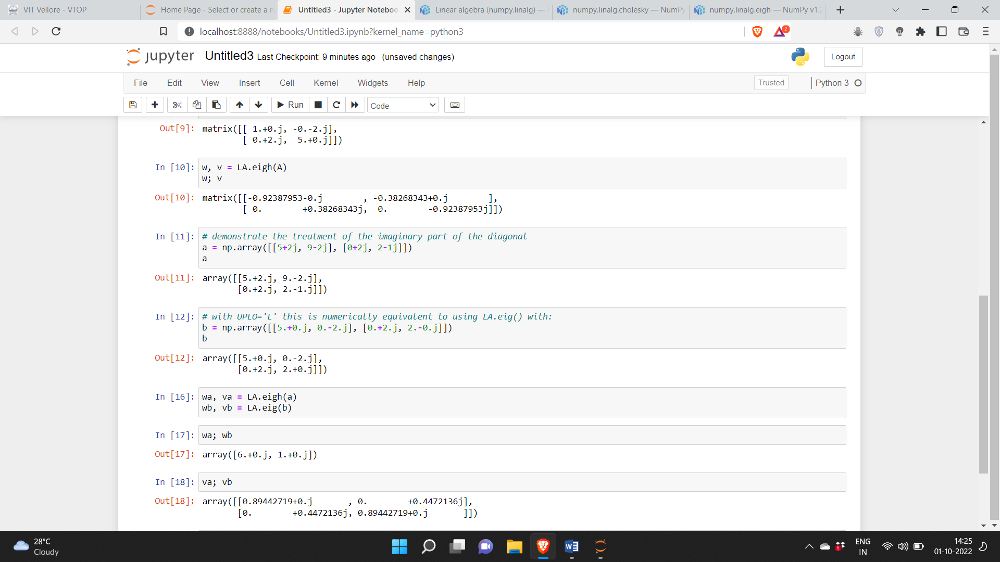 VIT Vellore - VTOP
Home Page - Select or create a n
Untitled3 - Jupyter Noteboo
Linear algebra (numpy.linalg) —
numpy.linalg.cholesky — NumPy
numpy.linalg.eigh — NumPy v1.2
localhost:8888/notebooks/Untitled3.ipynb?kernel_name=python3
2
jupyter Untitled3 Last Checkpoint: 9 minutes ago (unsaved changes)
Logout
File Edit View Insert Cell Kernel Widgets Help
Trusted
Python 3
Run
Code
Out[9]: matrix([[ 1.+0.j, -0.-2.j],
[ 0.+2.j,  5.+0.j]])
In [10]: w, v = LA.eigh(A)
w; v
Out[10]: matrix([[-0.92387953-0.j        , -0.38268343+0.j        ],
[ 0.        +0.38268343j,  0.        -0.92387953j]])
In [11]: # demonstrate the treatment of the imaginary part of the diagonal
a = np.array([[5+2j, 9-2j], [0+2j, 2-1j]])
a
Out[11]: array([[5.+2.j, 9.-2.j],
[0.+2.j, 2.-1.j]])
In [12]: # with UPLO='L' this is numerically equivalent to using LA.eig() with:
b = np.array([[5.+0.j, 0.-2.j], [0.+2.j, 2.-0.j]])
b
Out[12]: array([[5.+0.j, 0.-2.j],
[0.+2.j, 2.+0.j]])
In [16]: wa, va = LA.eigh(a)
wb, vb = LA.eig(b)
In [17]: wa; wb
Out[17]: array([6.+0.j, 1.+0.j])
In [18]: va; vb
Out[18]: array([[0.89442719+0.j       , 0.        +0.4472136j],
[0.        +0.4472136j, 0.89442719+0.j       ]])
28°C
Cloudy
W
1
ENG
IN
14:25
01-10-2022